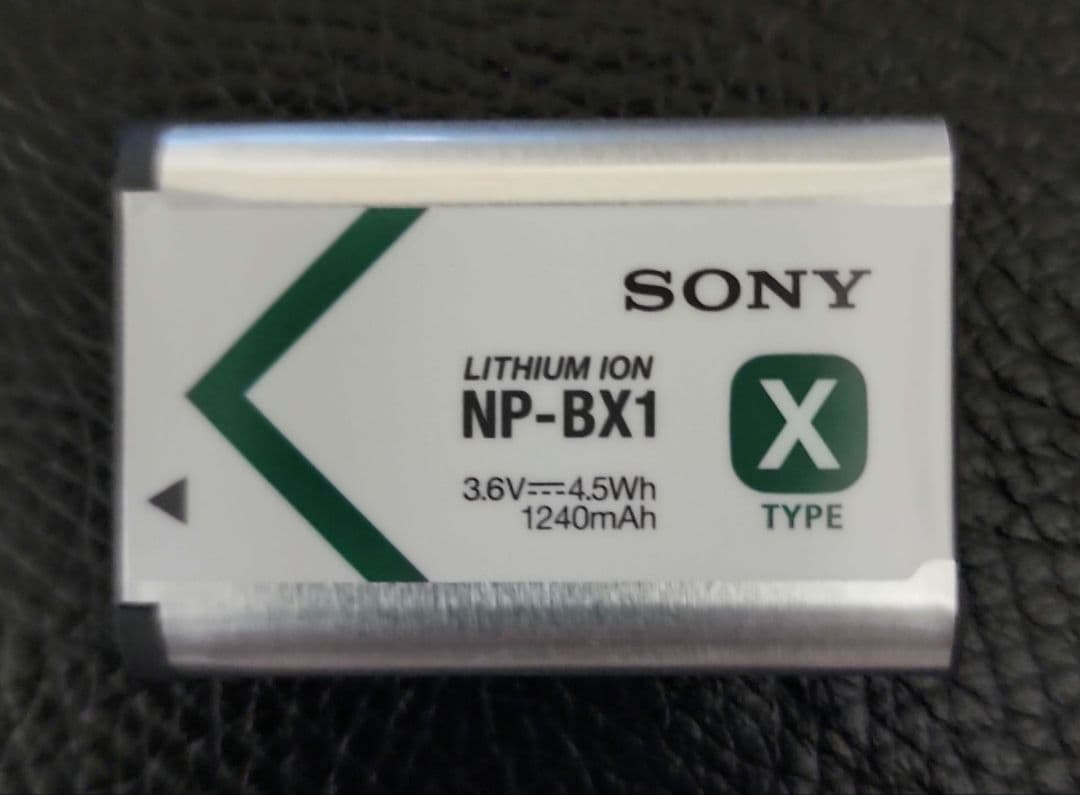 SONY
LITHIUM ION
NP-BX1
3.6V⎓4.5Wh
1240mAh
X
TYPE